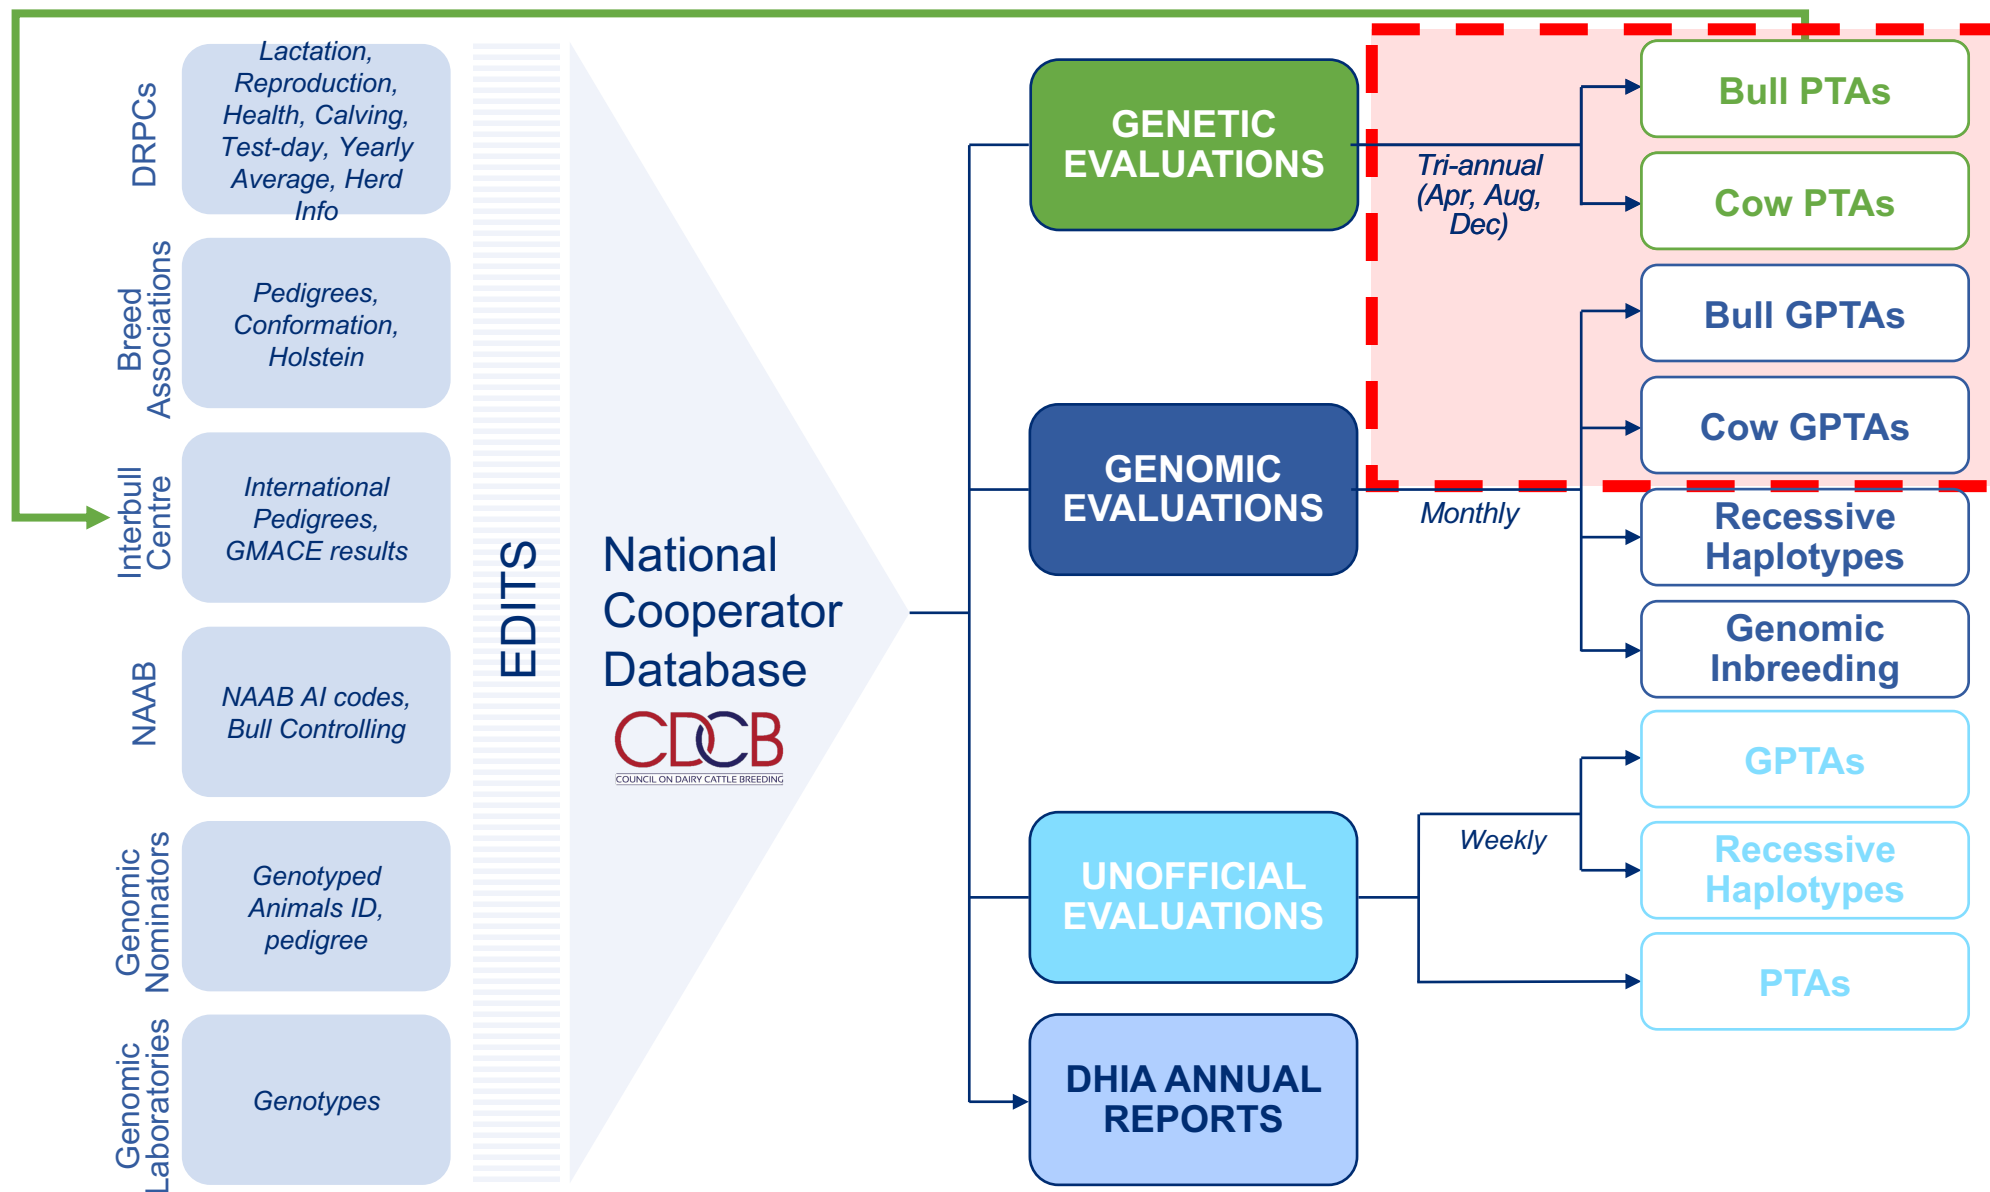 DRPCs
Lactation,
Reproduction,
Health, Calving,
Test-day, Yearly
Average, Herd
Info
Breed
Associations
Pedigrees,
Conformation,
Holstein
Interbull
Centre
International
Pedigrees,
GMACE results
NAAB
NAAB AI codes,
Bull Controlling
Genomic
Nominators
Genotyped
Animals ID,
pedigree
Genomic
Laboratories
Genotypes
EDITS
National
Cooperator
Database
CDCB
COUNCIL ON DAIRY CATTLE BREEDING
GENETIC
EVALUATIONS
Tri-annual
(Apr, Aug,
Dec)
Bull PTAs
Cow PTAs
GENOMIC
EVALUATIONS
Monthly
Bull GPTAs
Cow GPTAs
Recessive
Haplotypes
Genomic
Inbreeding
UNOFFICIAL
EVALUATIONS
Weekly
GPTAs
Recessive
Haplotypes
PTAs
DHIA ANNUAL
REPORTS